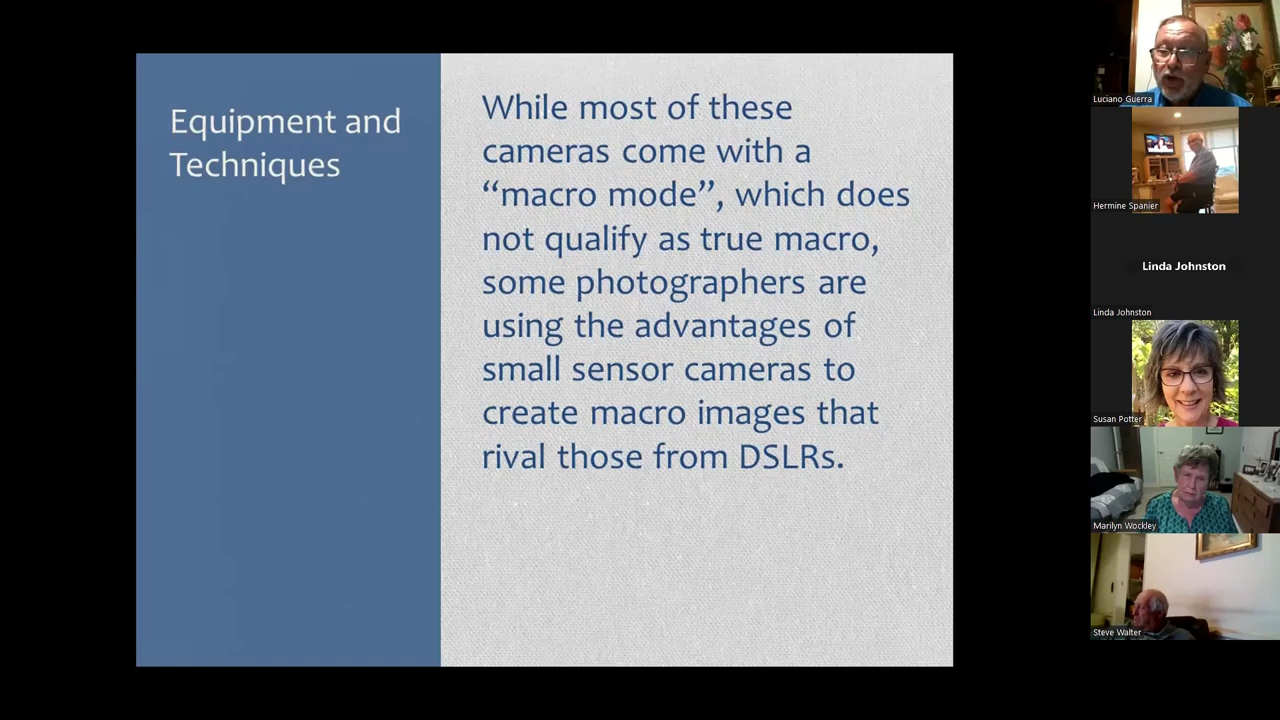 Equipment and
Techniques
While most of these
cameras come with a
“macro mode”, which does
not qualify as true macro,
some photographers are
using the advantages of
small sensor cameras to
create macro images that
rival those from DSLRs.
Luciano Guerra
Hermine Spanier
Linda Johnston
Linda Johnston
Susan Potter
Marilyn Wockley
Steve Walter